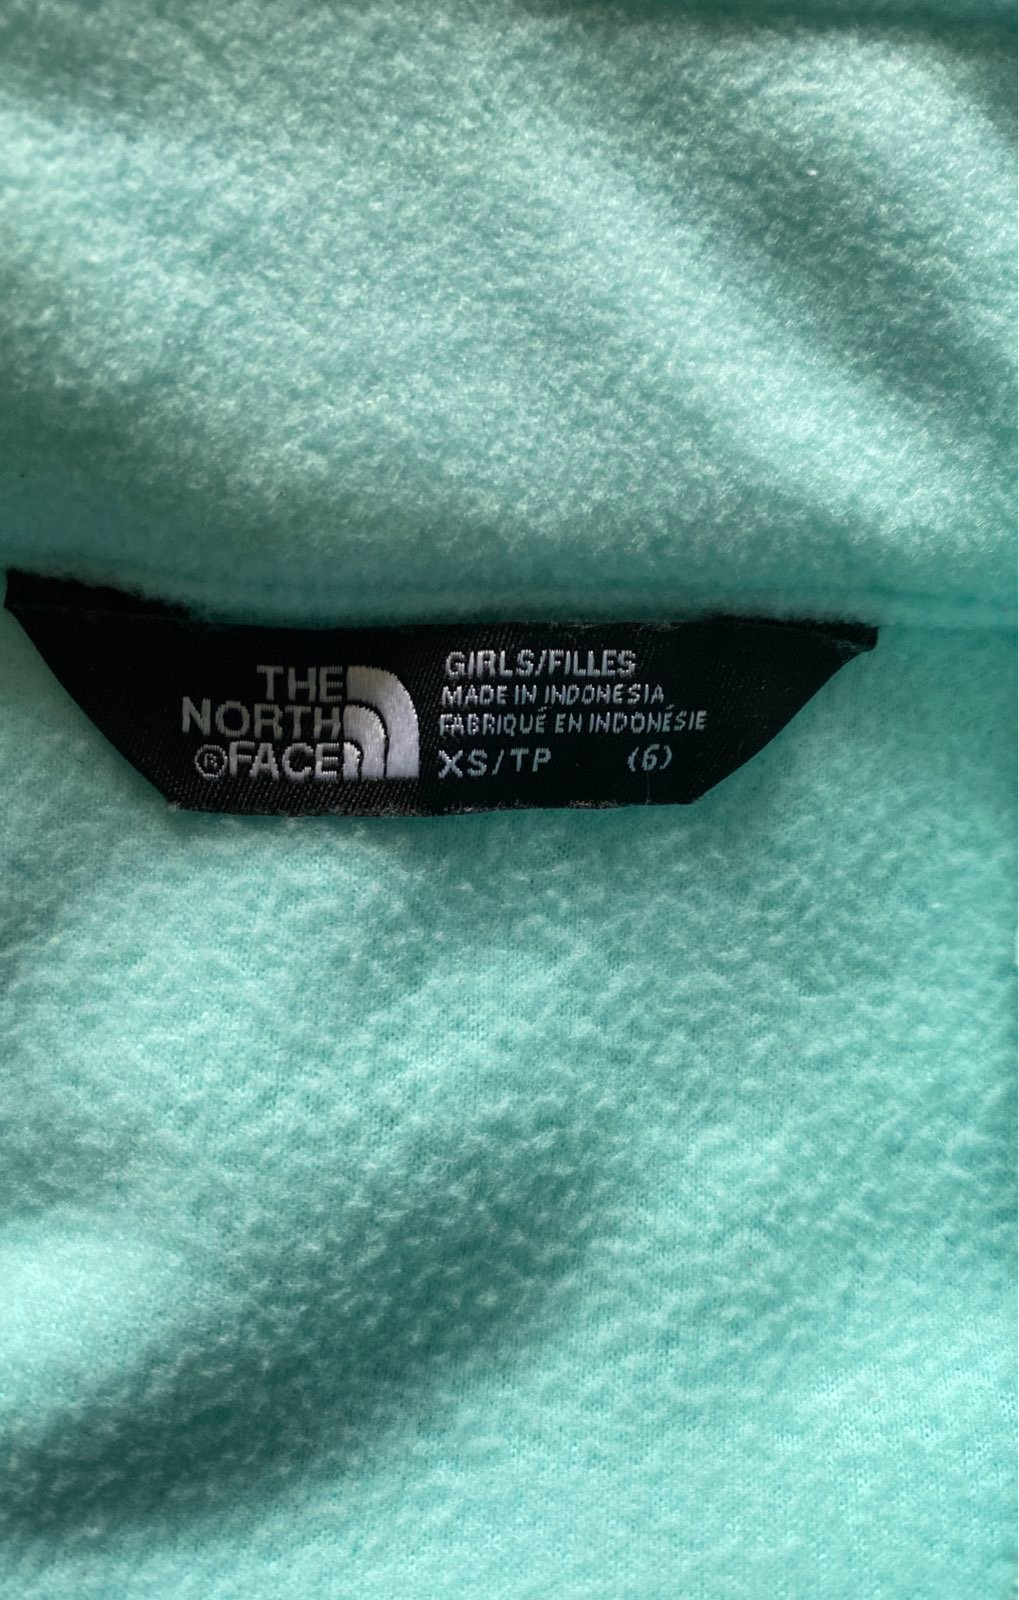 THE
NORTH
®FACE
GIRLS/FILLES
MADE IN INDONESIA
FABRIQUÉ EN INDONÉSIE
XS/TP (6)